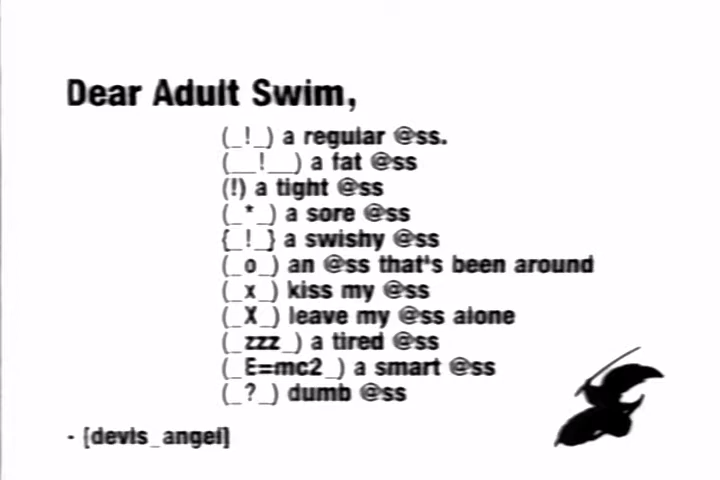 Dear Adult Swim,
(_!_) a regular @ss.
(__!__) a fat @ss
(!) a tight @ss
(_*_) a sore @ss
{_!_} a swishy @ss
(_o_) an @ss that's been around
(_x_) kiss my @ss
(_X_) leave my @ss alone
(_zzz_) a tired @ss
(_E=mc2_) a smart @ss
(_?_) dumb @ss
- [devls_angel]